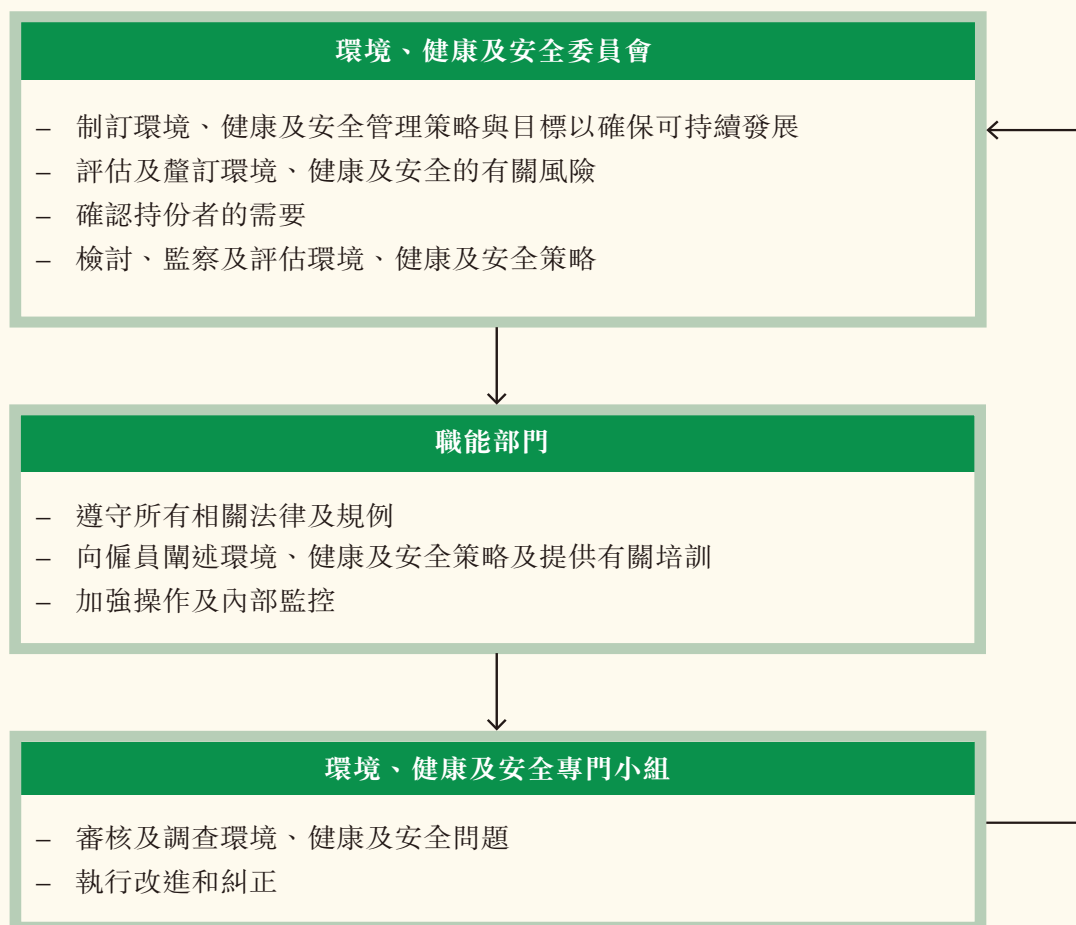 環境、健康及安全委員會
– 制訂環境、健康及安全管理策略與目標以確保可持續發展
– 評估及釐訂環境、健康及安全的有關風險
– 確認持份者的需要
– 檢討、監察及評估環境、健康及安全策略
職能部門
– 遵守所有相關法律及規例
– 向僱員闡述環境、健康及安全策略及提供有關培訓
– 加強操作及內部監控
環境、健康及安全專門小組
– 審核及調查環境、健康及安全問題
– 執行改進和糾正